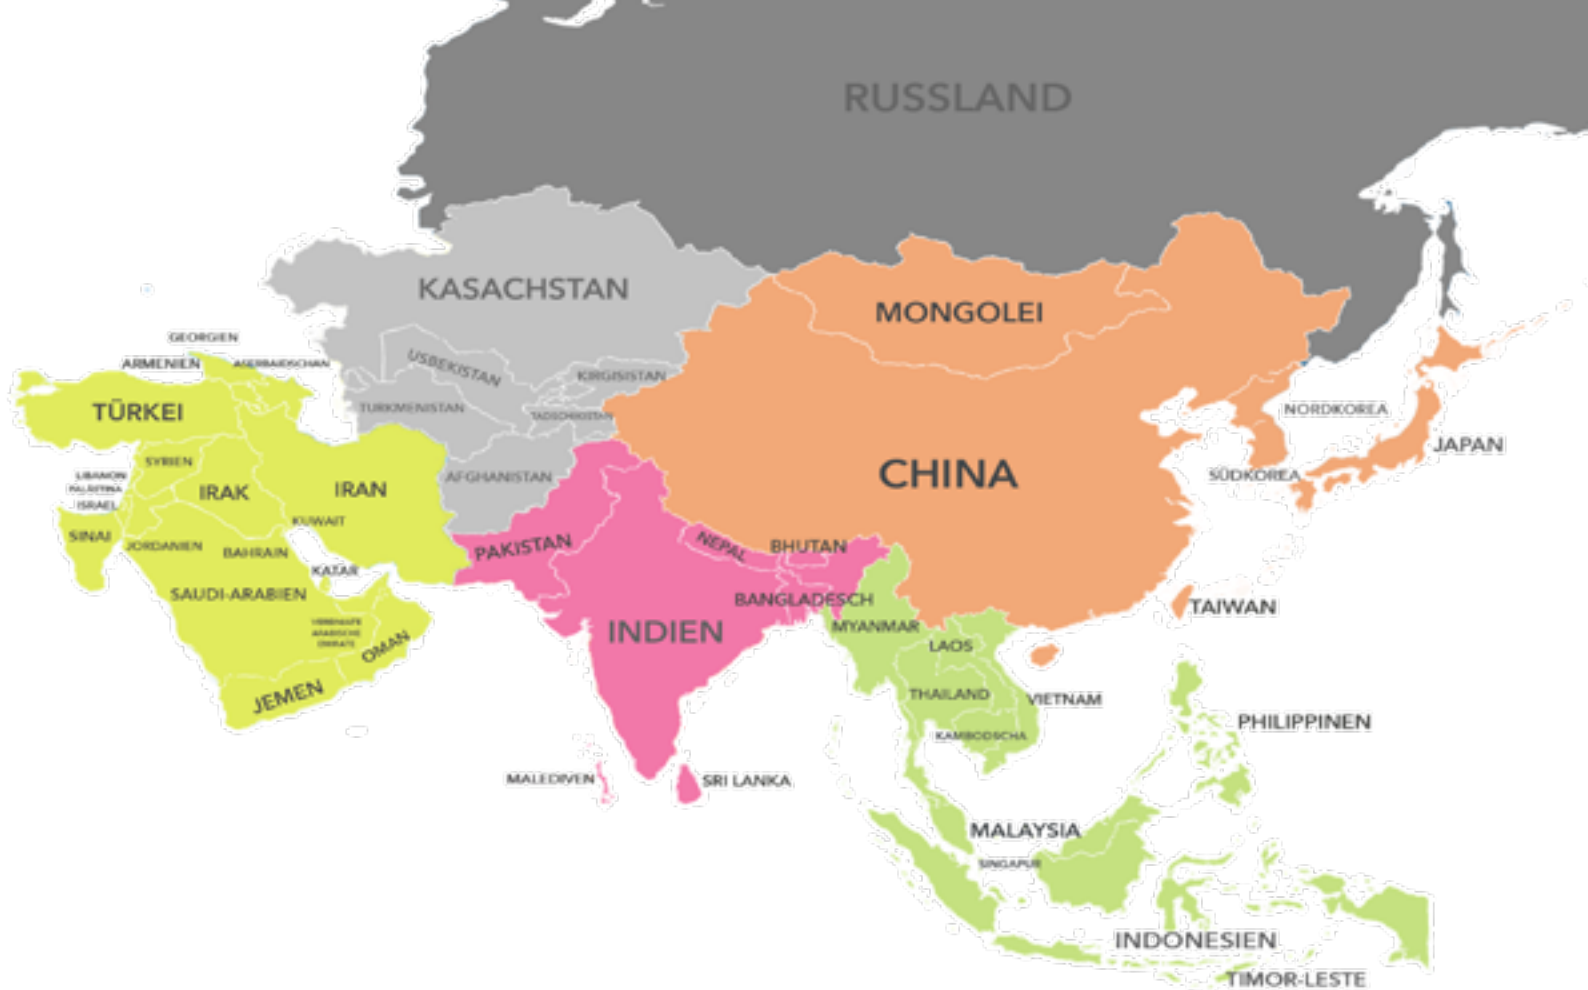 RUSSLAND
KASACHSTAN
MONGOLEI
GEORGIEN
ARMENIEN
ASERBAIDSCHAN
USBEKISTAN
KIRGISISTAN
TÜRKEI
TURKMENISTAN
TADSCHIKISTAN
NORDKOREA
JAPAN
SYRIEN
LIBANON
PALÄSTINA
ISRAEL
IRAK
IRAN
AFGHANISTAN
CHINA
SÜDKOREA
KUWAIT
SINAI
JORDANIEN
BAHRAIN
PAKISTAN
NEPAL
BHUTAN
KATAR
SAUDI-ARABIEN
BANGLADESCH
TAIWAN
VEREINIGTE
ARABISCHE
EMIRATE
OMAN
INDIEN
MYANMAR
LAOS
JEMEN
THAILAND
VIETNAM
KAMBODSCHA
PHILIPPINEN
MALEDIVEN
SRI LANKA
MALAYSIA
SINGAPUR
INDONESIEN
TIMOR-LESTE